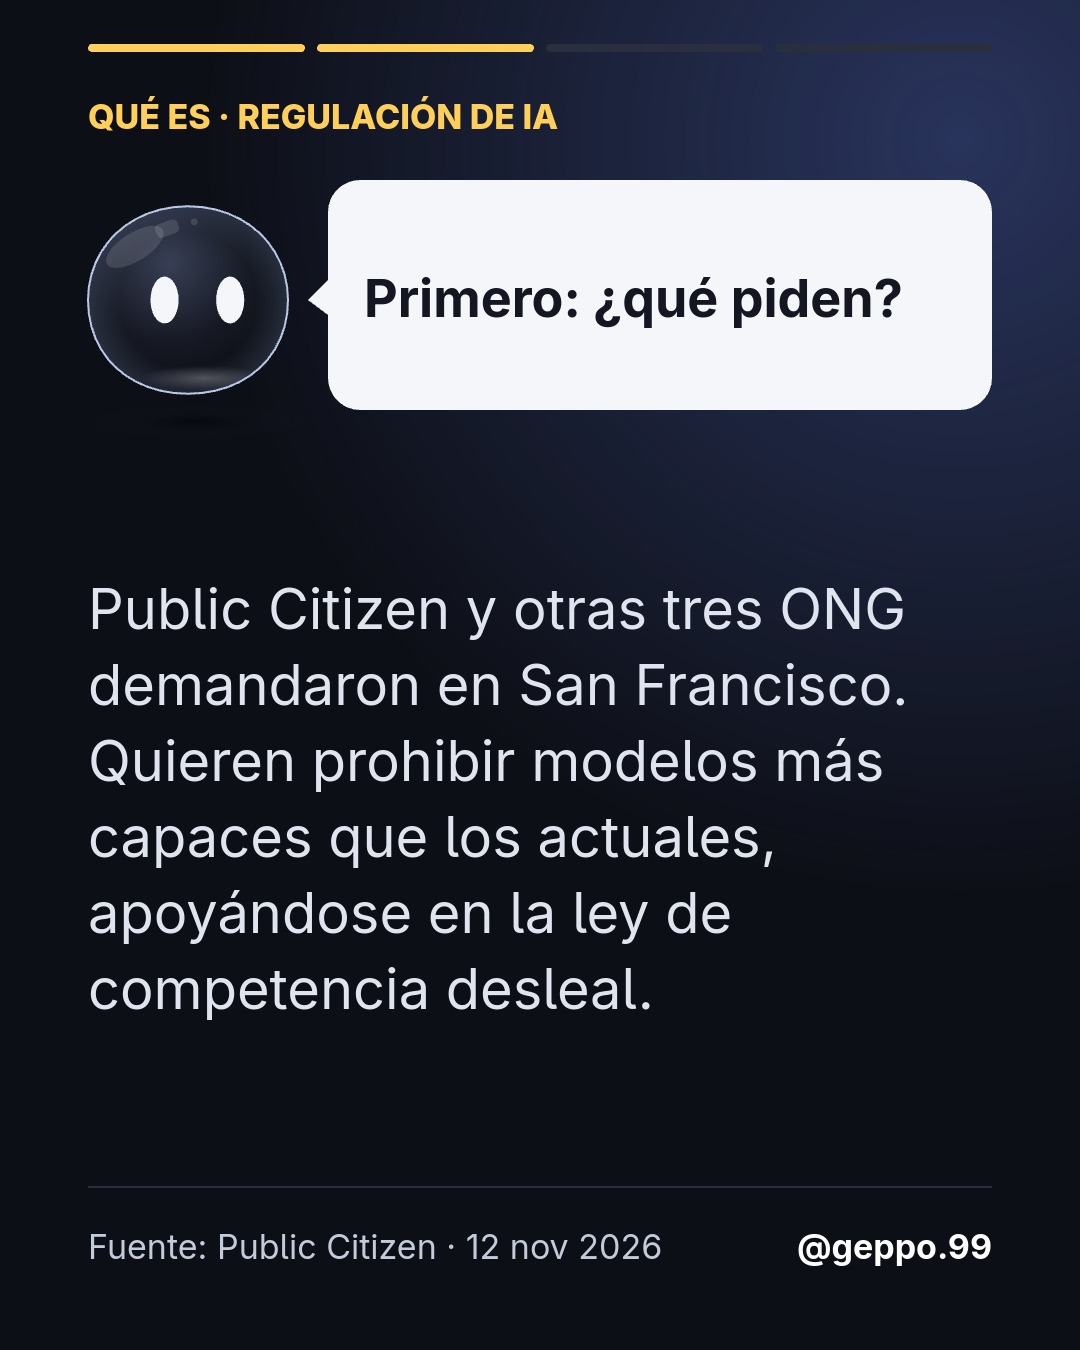 QUÉ ES · REGULACIÓN DE IA
Primero: ¿qué piden?
Public Citizen y otras tres ONG
demandaron en San Francisco.
Quieren prohibir modelos más
capaces que los actuales,
apoyándose en la ley de
competencia desleal.
Fuente: Public Citizen · 12 nov 2026
@geppo.99